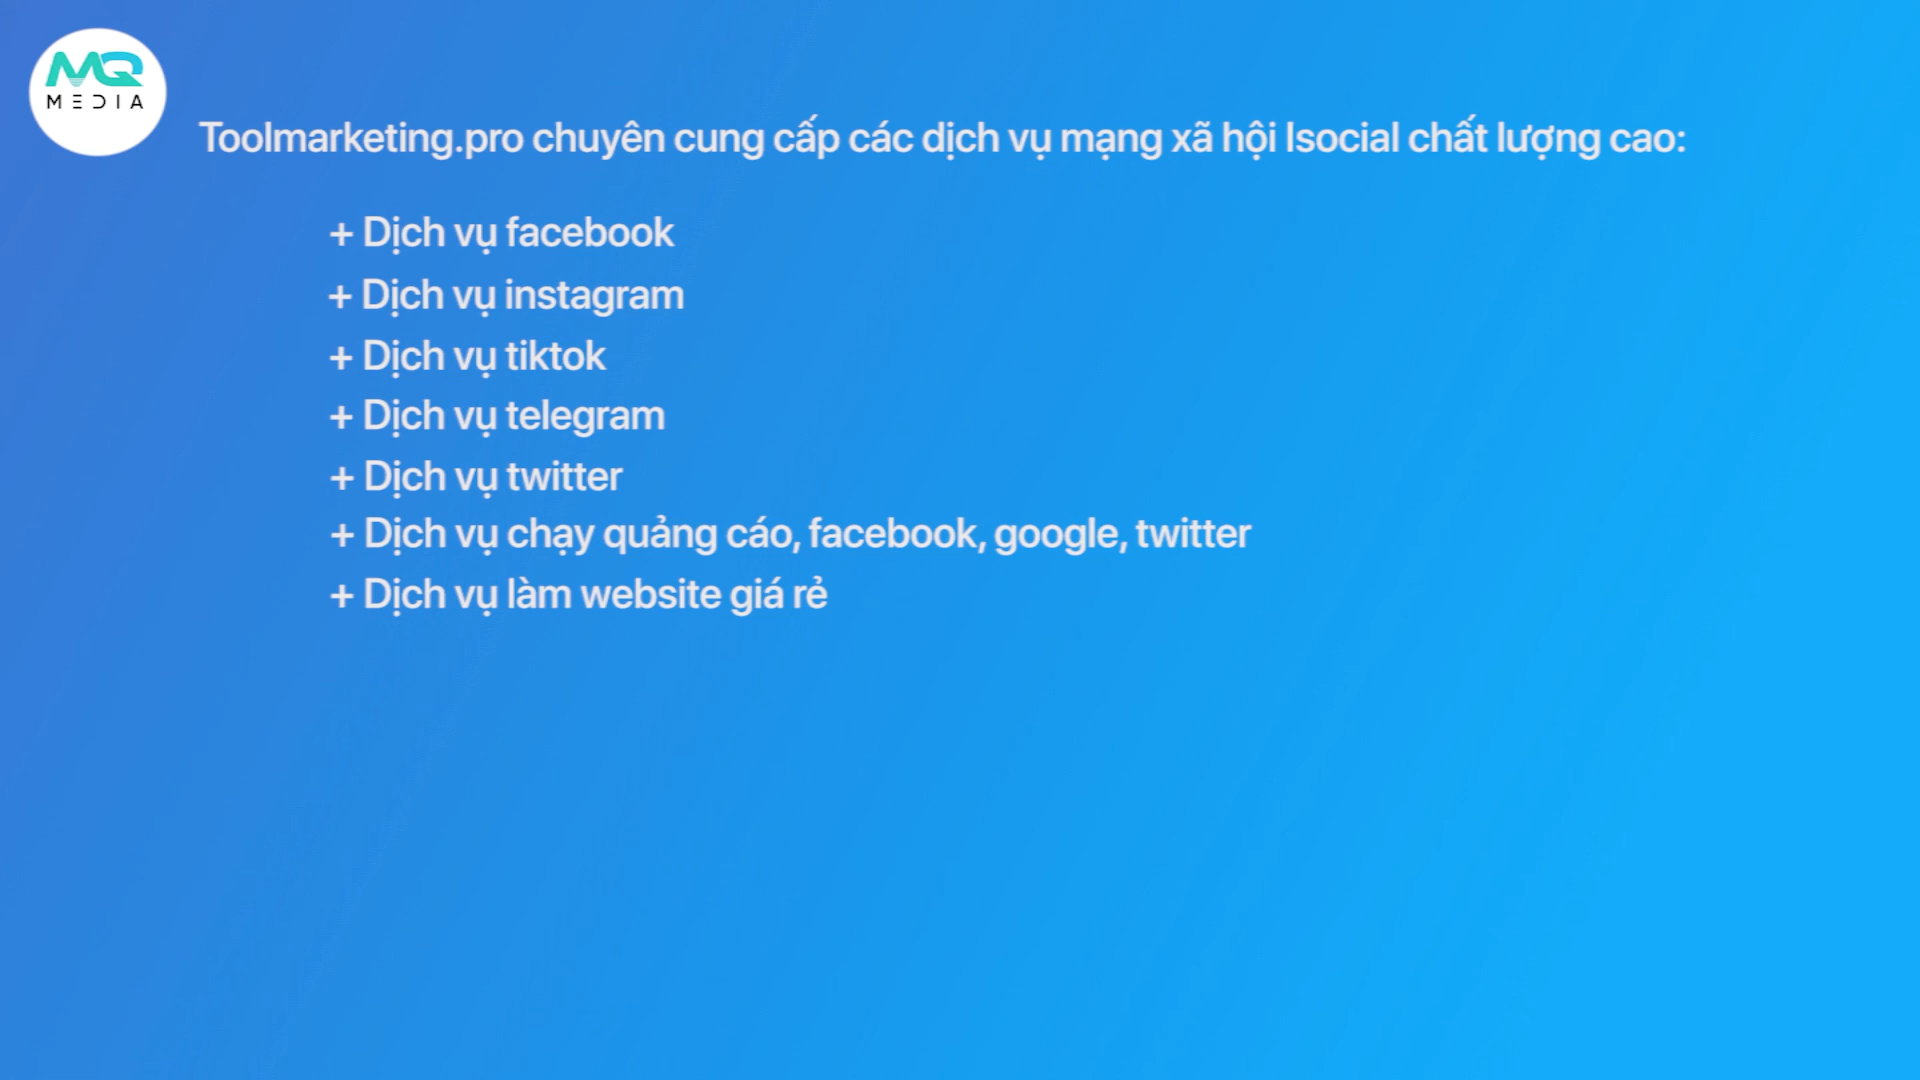 MQ
MEDIA
Toolmarketing.pro chuyên cung cấp các dịch vụ mạng xã hội Isocial chất lượng cao:
+ Dịch vụ facebook
+ Dịch vụ instagram
+ Dịch vụ tiktok
+ Dịch vụ telegram
+ Dịch vụ twitter
+ Dịch vụ chạy quảng cáo, facebook, google, twitter
+ Dịch vụ làm website giá rẻ